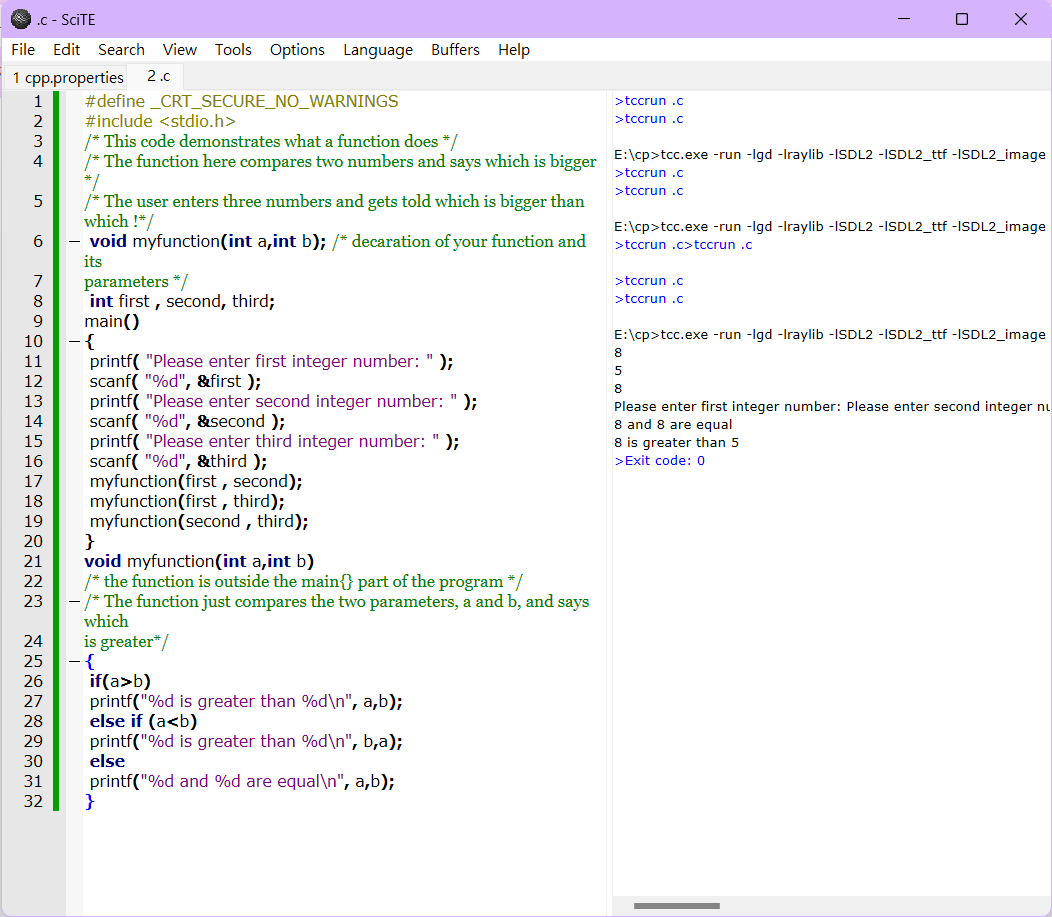 .c - SciTE
File Edit Search View Tools Options Language Buffers Help
1 cpp.properties 2 .c
1 #define _CRT_SECURE_NO_WARNINGS
2 #include <stdio.h>
3 /* This code demonstrates what a function does */
4 /* The function here compares two numbers and says which is bigger
*/
5 /* The user enters three numbers and gets told which is bigger than
which !*/
6 void myfunction(int a,int b); /* decaration of your function and
its
7 parameters */
8 int first , second, third;
9 main()
10 {
11 printf( "Please enter first integer number: " );
12 scanf( "%d", &first );
13 printf( "Please enter second integer number: " );
14 scanf( "%d", &second );
15 printf( "Please enter third integer number: " );
16 scanf( "%d", &third );
17 myfunction(first , second);
18 myfunction(first , third);
19 myfunction(second , third);
20 }
21 void myfunction(int a,int b)
22 /* the function is outside the main{} part of the program */
23 /* The function just compares the two parameters, a and b, and says
which
24 is greater*/
25 {
26 if(a>b)
27 printf("%d is greater than %d\n", a,b);
28 else if (a<b)
29 printf("%d is greater than %d\n", b,a);
30 else
31 printf("%d and %d are equal\n", a,b);
32 }
>tccrun .c
>tccrun .c
E:\cp>tcc.exe -run -lgd -lraylib -lSDL2 -lSDL2_ttf -lSDL2_image
>tccrun .c
>tccrun .c
E:\cp>tcc.exe -run -lgd -lraylib -lSDL2 -lSDL2_ttf -lSDL2_image
>tccrun .c>tccrun .c
>tccrun .c
>tccrun .c
E:\cp>tcc.exe -run -lgd -lraylib -lSDL2 -lSDL2_ttf -lSDL2_image
8
5
8
Please enter first integer number: Please enter second integer
8 and 8 are equal
8 is greater than 5
>Exit code: 0